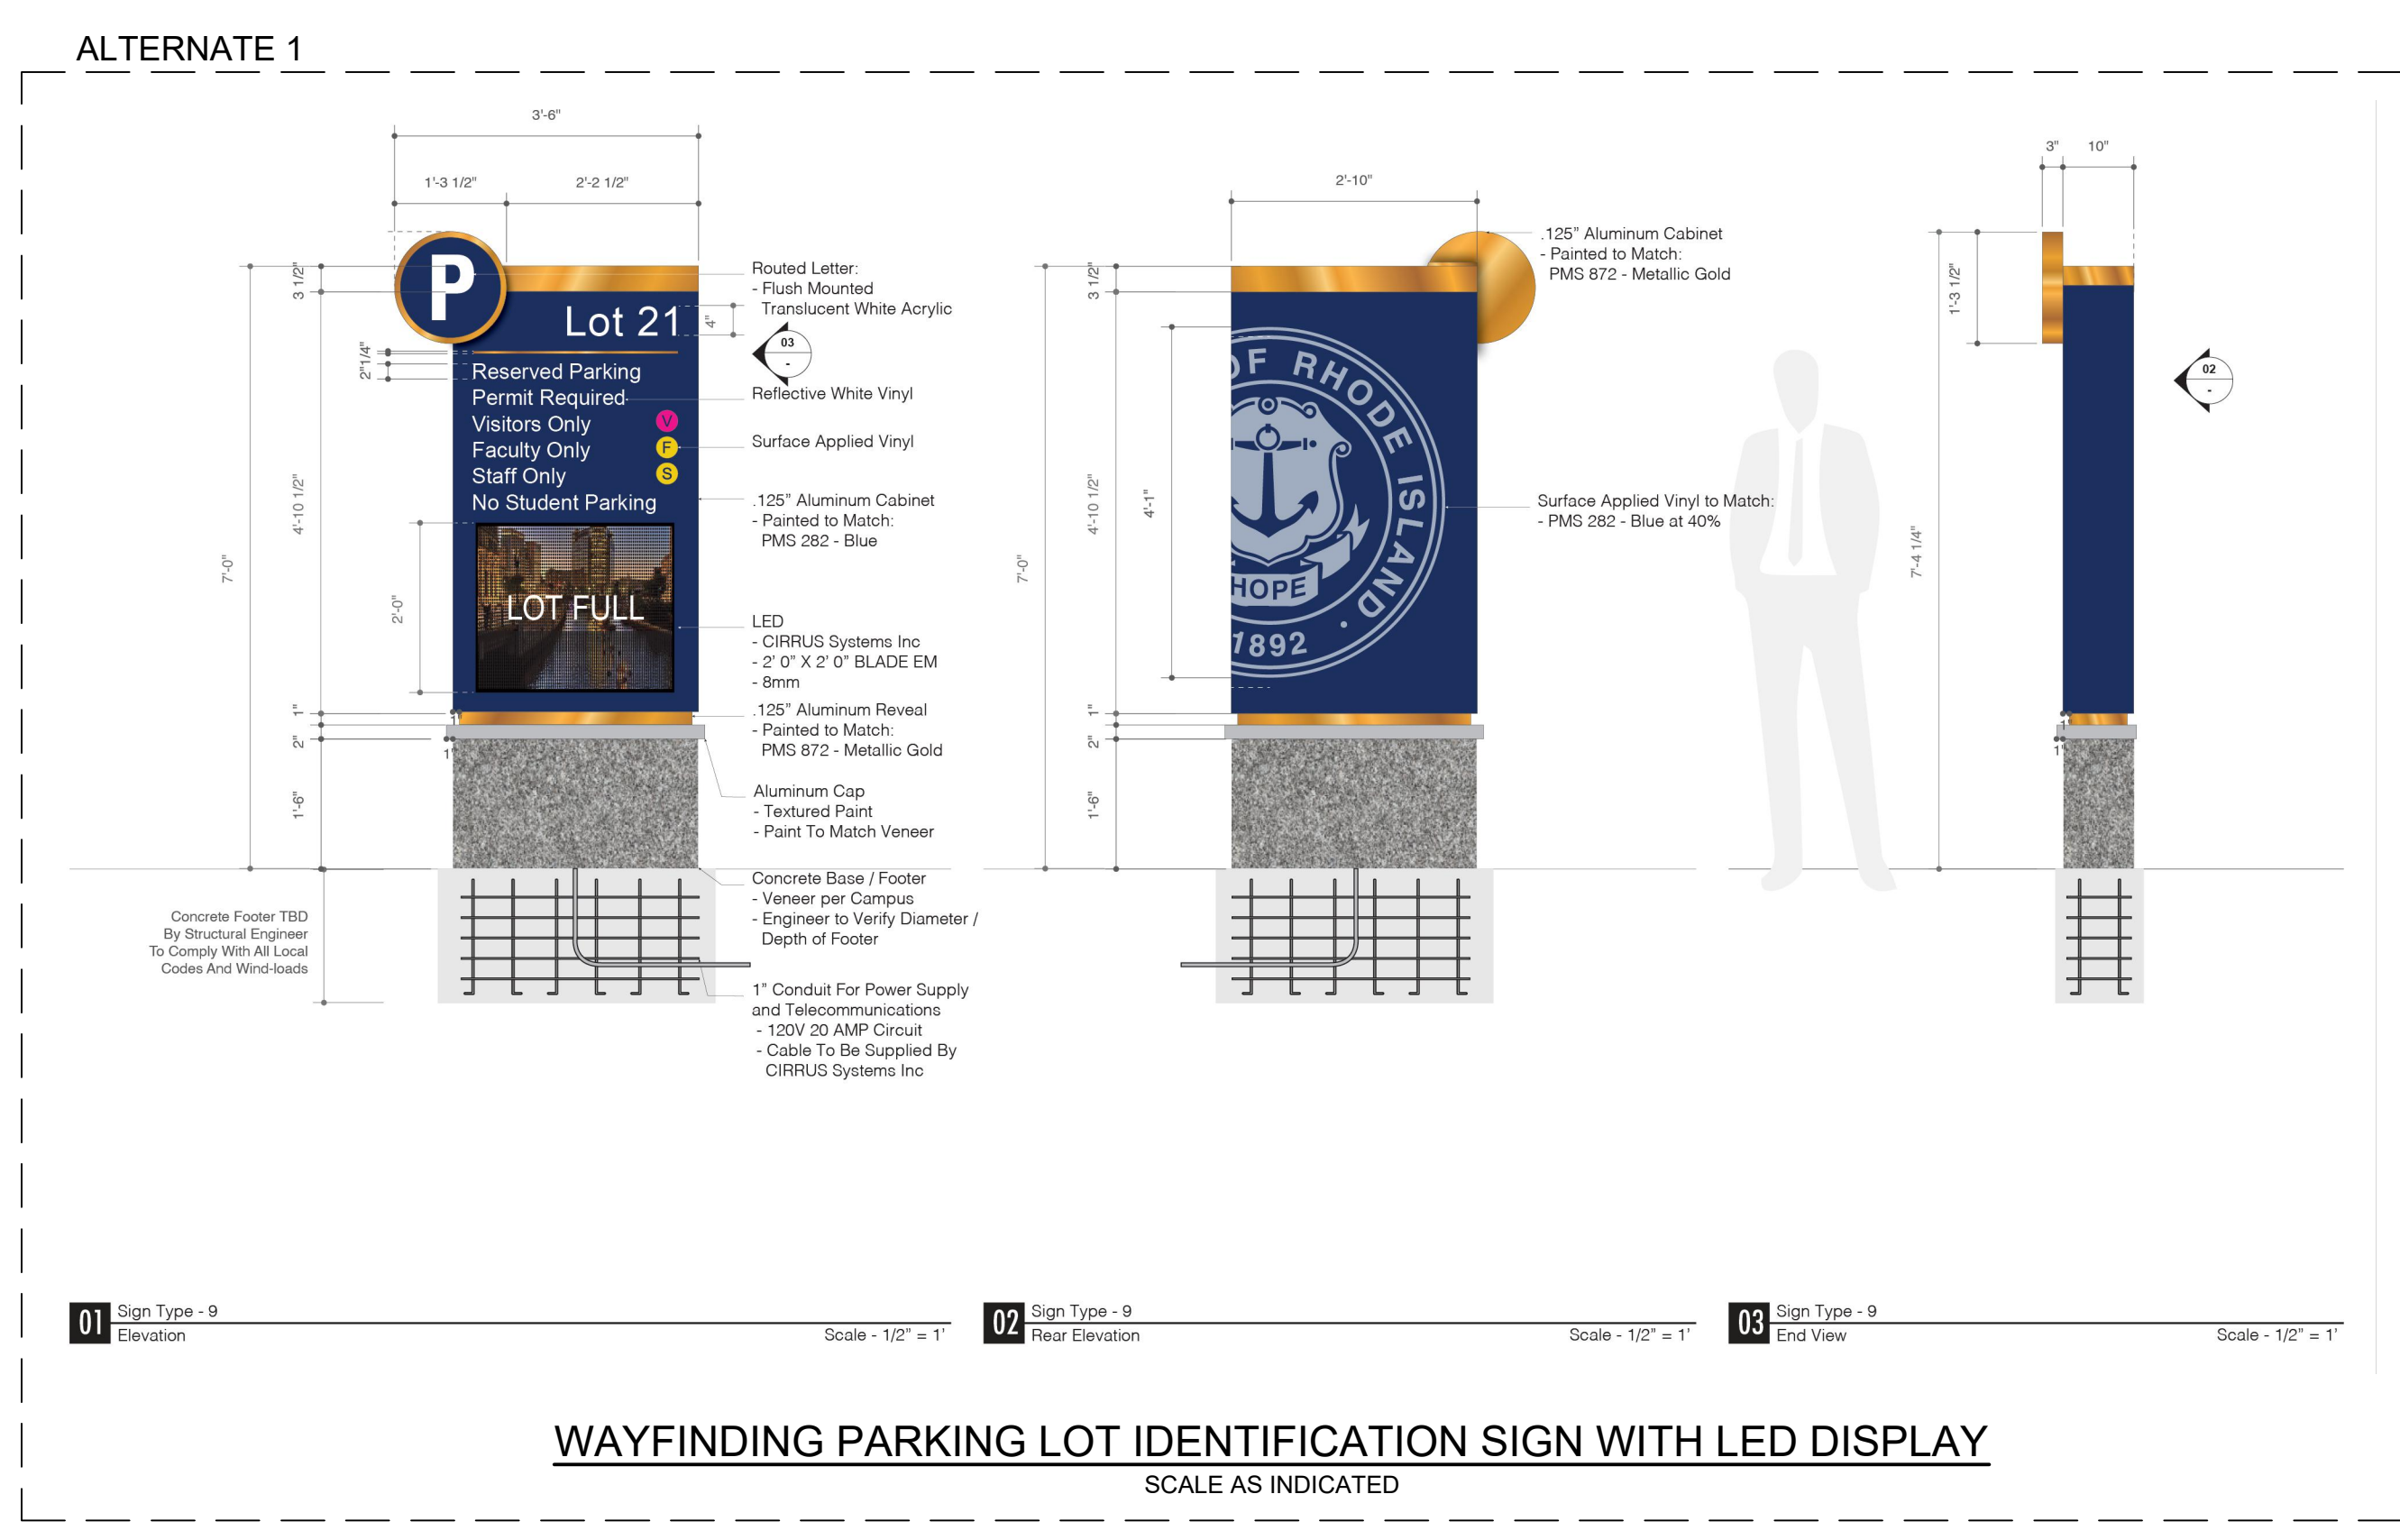 ALTERNATE 1
3'-6"
1'-3 1/2"
2'-2 1/2"
3 1/2"
P
Lot 21
4"
2"1/4"
Reserved Parking
Permit Required
Visitors Only V
Faculty Only F
Staff Only S
No Student Parking
LOT FULL
4'-10 1/2"
7'-0"
2'-0"
1"
2"
1'-6"
1"
1"
Routed Letter:
- Flush Mounted
Translucent White Acrylic
03
-
Reflective White Vinyl
Surface Applied Vinyl
.125” Aluminum Cabinet
- Painted to Match:
PMS 282 - Blue
LED
- CIRRUS Systems Inc
- 2' 0” X 2' 0” BLADE EM
- 8mm
.125” Aluminum Reveal
- Painted to Match:
PMS 872 - Metallic Gold
Aluminum Cap
- Textured Paint
- Paint To Match Veneer
Concrete Base / Footer
- Veneer per Campus
- Engineer to Verify Diameter /
Depth of Footer
1” Conduit For Power Supply
and Telecommunications
- 120V 20 AMP Circuit
- Cable To Be Supplied By
CIRRUS Systems Inc
Concrete Footer TBD
By Structural Engineer
To Comply With All Local
Codes And Wind-loads
2'-10"
3 1/2"
4'-10 1/2"
4'-1"
7'-0"
1"
2"
1'-6"
OF RHODE ISLAND
HOPE
1892
.125” Aluminum Cabinet
- Painted to Match:
PMS 872 - Metallic Gold
Surface Applied Vinyl to Match:
- PMS 282 - Blue at 40%
3"
10"
1'-3 1/2"
7'-4 1/4"
02
-
1"
1"
01
Sign Type - 9
Elevation
Scale - 1/2” = 1’
02
Sign Type - 9
Rear Elevation
Scale - 1/2” = 1’
03
Sign Type - 9
End View
Scale - 1/2” = 1’
WAYFINDING PARKING LOT IDENTIFICATION SIGN WITH LED DISPLAY
SCALE AS INDICATED